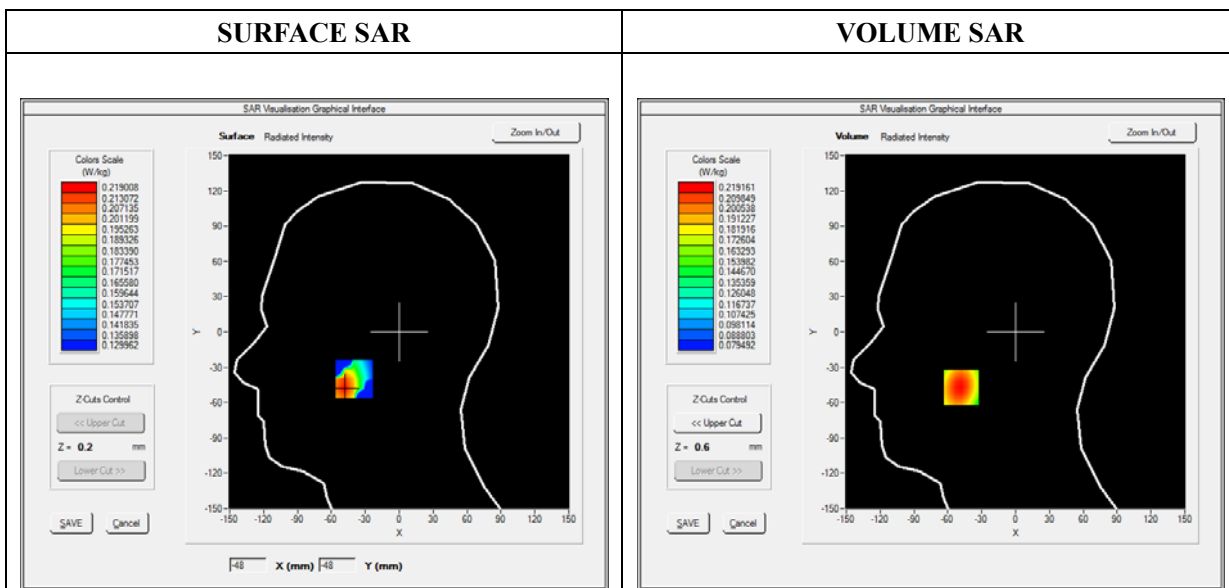 SURFACE SAR
VOLUME SAR
SAR Visualisation Graphical Interface
Surface Radiated Intensity
Zoom In/Out
Colors Scale
(W/kg)
0.219008
0.213072
0.207135
0.201199
0.195263
0.189326
0.183390
0.177453
0.171517
0.165580
0.159644
0.153707
0.147771
0.141835
0.135898
0.129962
150
120
90
60
30
0
-30
-60
-90
-120
-150
Y
-150 -120 -90 -60 -30 0 30 60 90 120 150
X
Z-Cuts Control
<< Upper Cut
Z = 0.2 mm
Lower Cut >>
SAVE Cancel
-48 X (mm) -48 Y (mm)
SAR Visualisation Graphical Interface
Volume Radiated Intensity
Zoom In/Out
Colors Scale
(W/kg)
0.219161
0.209849
0.200538
0.191227
0.181916
0.172604
0.163293
0.153982
0.144670
0.135359
0.126048
0.116737
0.107425
0.098114
0.088803
0.079492
150
120
90
60
30
0
-30
-60
-90
-120
-150
Y
-150 -120 -90 -60 -30 0 30 60 90 120 150
X
Z-Cuts Control
<< Upper Cut
Z = 0.6 mm
Lower Cut >>
SAVE Cancel